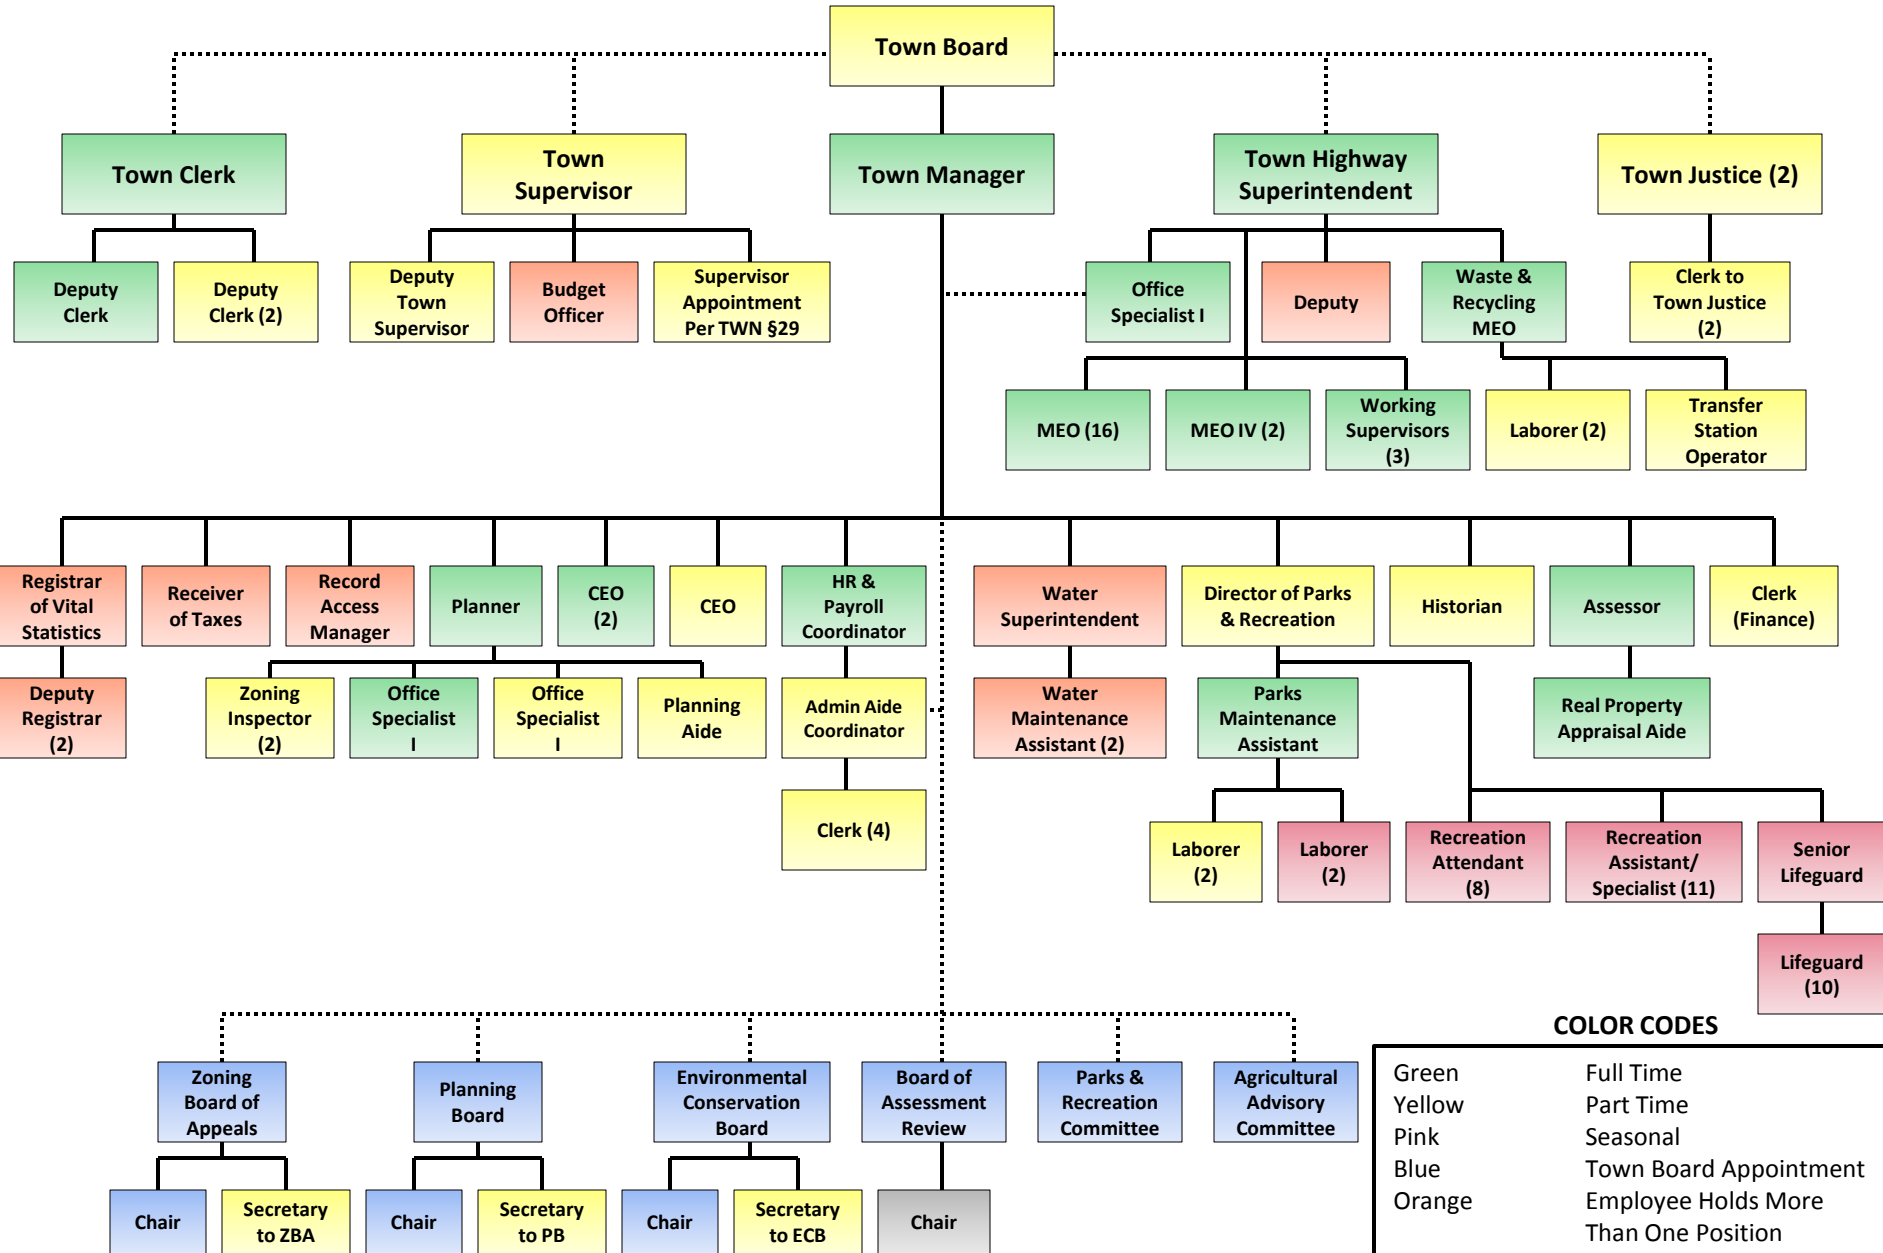 Town Board
Town Clerk
Town
Supervisor
Town Manager
Town Highway
Superintendent
Town Justice (2)
Deputy
Clerk
Deputy
Clerk (2)
Deputy
Town
Supervisor
Budget
Officer
Supervisor
Appointment
Per TWN §29
Office
Specialist I
Deputy
Waste &
Recycling
MEO
Clerk to
Town Justice
(2)
MEO (16)
MEO IV (2)
Working
Supervisors
(3)
Laborer (2)
Transfer
Station
Operator
Registrar
of Vital
Statistics
Receiver
of Taxes
Record
Access
Manager
Planner
CEO
(2)
CEO
HR &
Payroll
Coordinator
Water
Superintendent
Director of Parks
& Recreation
Historian
Assessor
Clerk
(Finance)
Deputy
Registrar
(2)
Zoning
Inspector
(2)
Office
Specialist
I
Office
Specialist
I
Planning
Aide
Admin Aide
Coordinator
Water
Maintenance
Assistant (2)
Parks
Maintenance
Assistant
Real Property
Appraisal Aide
Clerk (4)
Laborer
(2)
Laborer
(2)
Recreation
Attendant
(8)
Recreation
Assistant/
Specialist (11)
Senior
Lifeguard
Lifeguard
(10)
Zoning
Board of
Appeals
Planning
Board
Environmental
Conservation
Board
Board of
Assessment
Review
Parks &
Recreation
Committee
Agricultural
Advisory
Committee
Chair
Secretary
to ZBA
Chair
Secretary
to PB
Chair
Secretary
to ECB
Chair
COLOR CODES
Green Full Time
Yellow Part Time
Pink Seasonal
Blue Town Board Appointment
Orange Employee Holds More
Than One Position